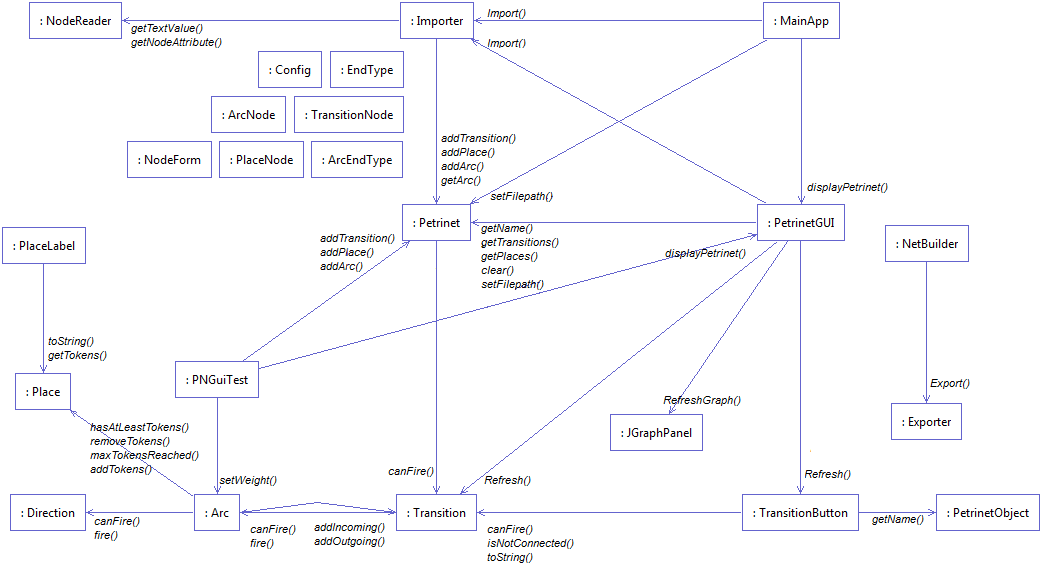 : NodeReader
getTextValue()
getNodeAttribute()
: Importer
Import()
Import()
: MainApp
: Config
: EndType
: ArcNode
: TransitionNode
: NodeForm
: PlaceNode
: ArcEndType
addTransition()
addPlace()
addArc()
getArc()
setFilepath()
displayPetrinet()
: Petrinet
: PetrinetGUI
getName()
getTransitions()
getPlaces()
clear()
setFilepath()
displayPetrinet()
addTransition()
addPlace()
addArc()
: PlaceLabel
: NetBuilder
toString()
getTokens()
: Place
: PNGuiTest
RefreshGraph()
: JGraphPanel
Export()
: Exporter
hasAtLeastTokens()
removeTokens()
maxTokensReached()
addTokens()
setWeight()
canFire()
Refresh()
Refresh()
: Direction
canFire()
fire()
: Arc
canFire()
fire()
addIncoming()
addOutgoing()
: Transition
canFire()
isNotConnected()
toString()
: TransitionButton
getName()
: PetrinetObject